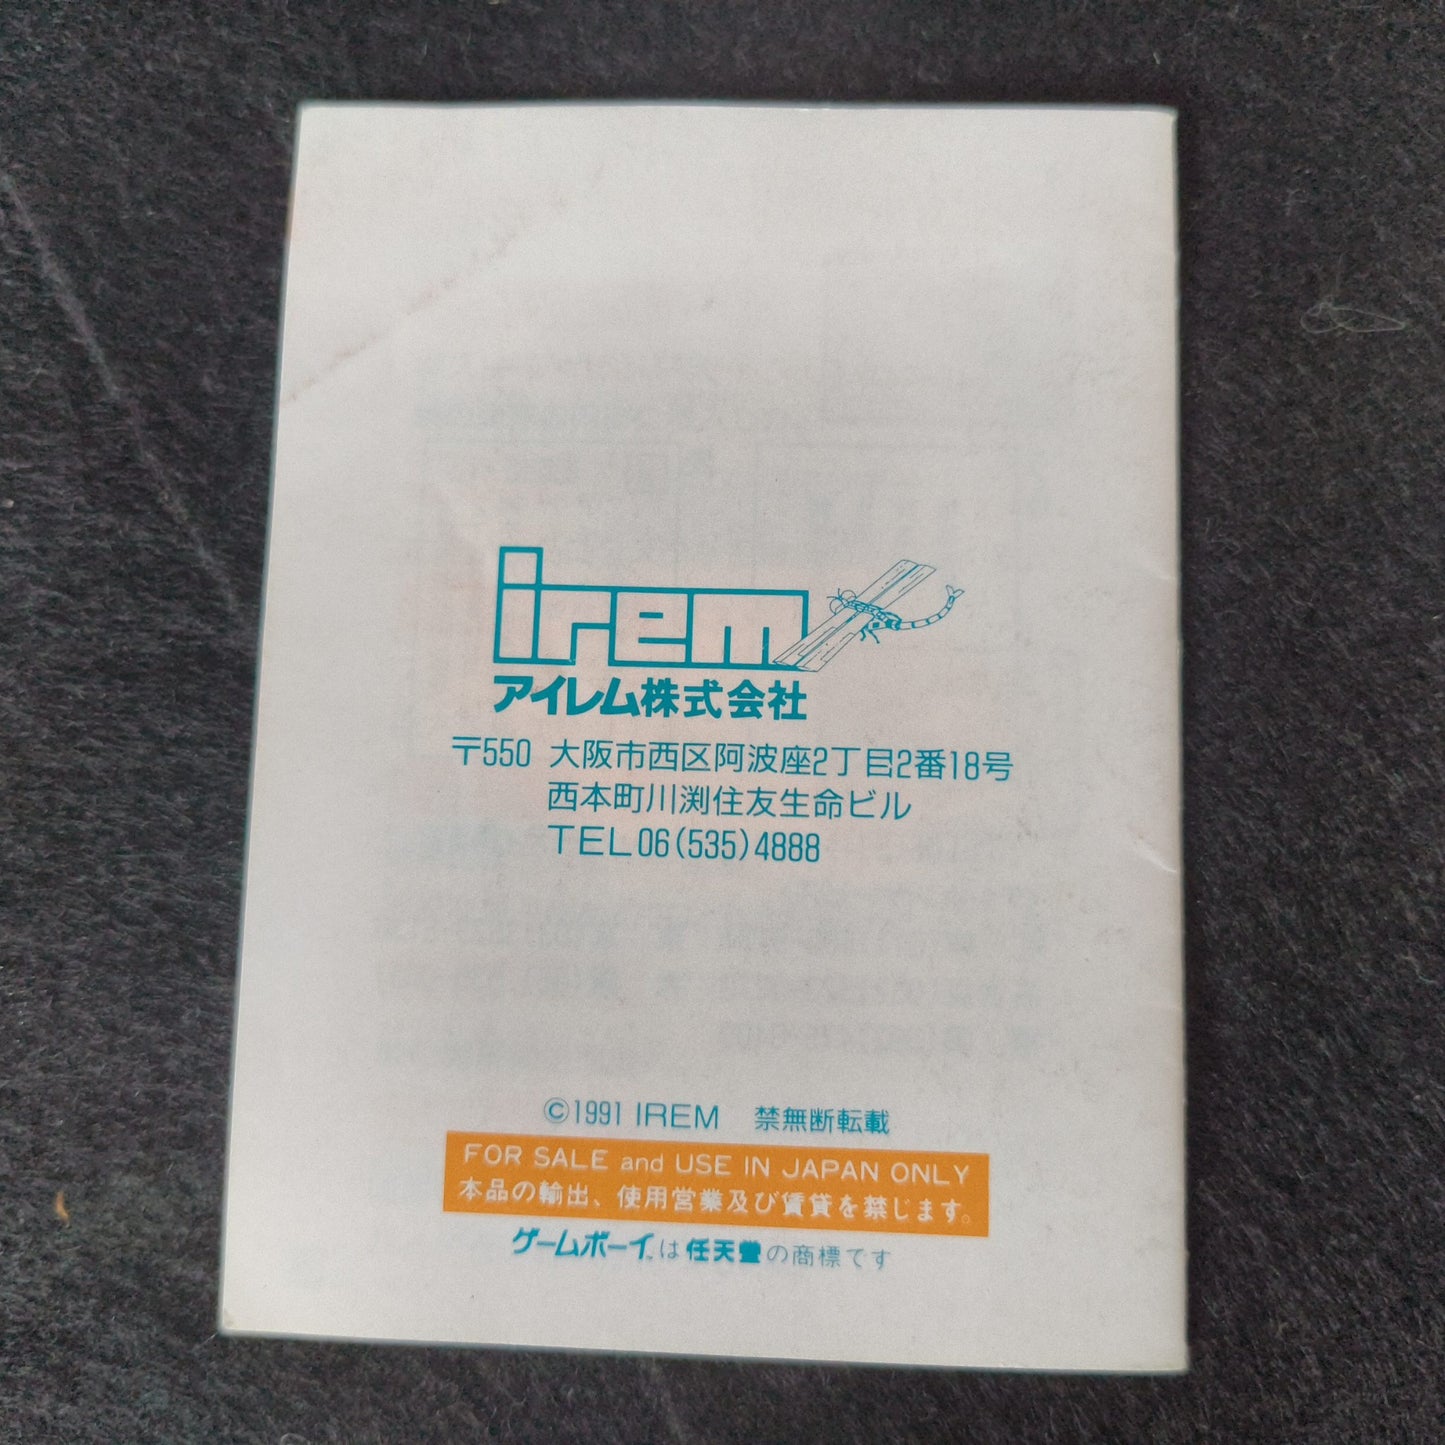 irem
アイレム株式会社
〒550 大阪市西区阿波座2丁目2番18号
西本町川渕住友生命ビル
TEL06(535)4888
©1991 IREM 禁無断転載
FOR SALE and USE IN JAPAN ONLY
本品の輸出、使用営業及び賃貸を禁じます。
ゲームボーイ™は任天堂の商標です